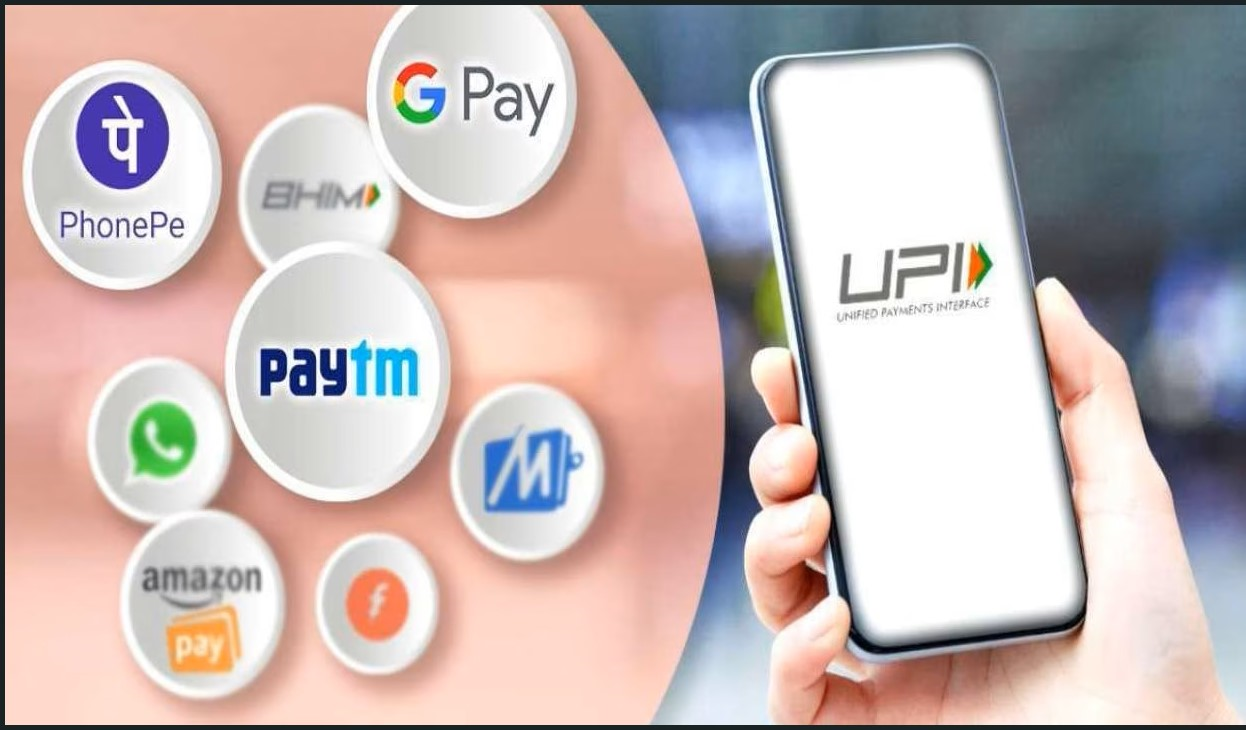 पे
PhonePe
BHIM
G Pay
paytm
M
amazon
pay
f
UPI
UNIFIED PAYMENTS INTERFACE